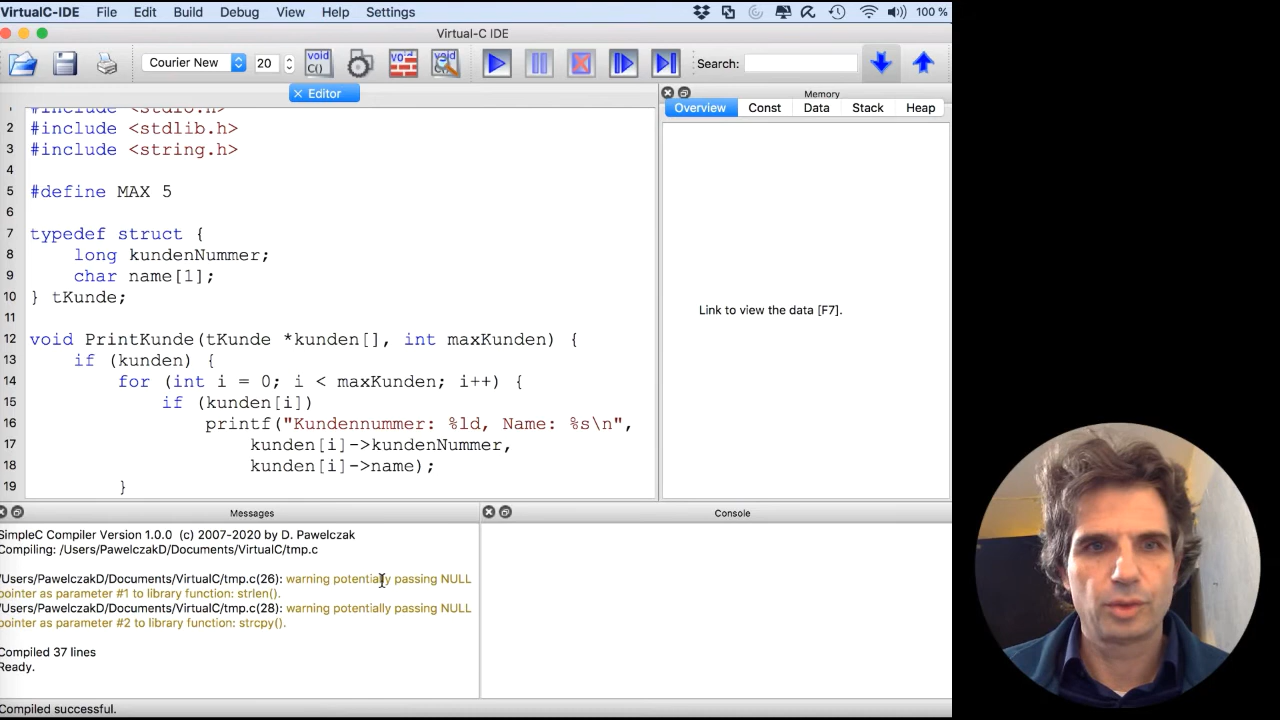 VirtualC-IDE File Edit Build Debug View Help Settings 100 %
Virtual-C IDE
Courier New 20 void C() Search:
Editor
Memory
Overview Const Data Stack Heap
1 #include <stdio.h>
2 #include <stdlib.h>
3 #include <string.h>
4
5 #define MAX 5
6
7 typedef struct {
8 long kundenNummer;
9 char name[1];
10 } tKunde;
11
12 void PrintKunde(tKunde *kunden[], int maxKunden) {
13 if (kunden) {
14 for (int i = 0; i < maxKunden; i++) {
15 if (kunden[i])
16 printf("Kundennummer: %ld, Name: %s\n",
17 kunden[i]->kundenNummer,
18 kunden[i]->name);
19 }
Link to view the data [F7].
Messages
SimpleC Compiler Version 1.0.0 (c) 2007-2020 by D. Pawelczak
Compiling: /Users/PawelczakD/Documents/VirtualC/tmp.c
/Users/PawelczakD/Documents/VirtualC/tmp.c(26): warning potentially passing NULL
pointer as parameter #1 to library function: strlen().
/Users/PawelczakD/Documents/VirtualC/tmp.c(28): warning potentially passing NULL
pointer as parameter #2 to library function: strcpy().
Compiled 37 lines
Ready.
Console
Compiled successful.